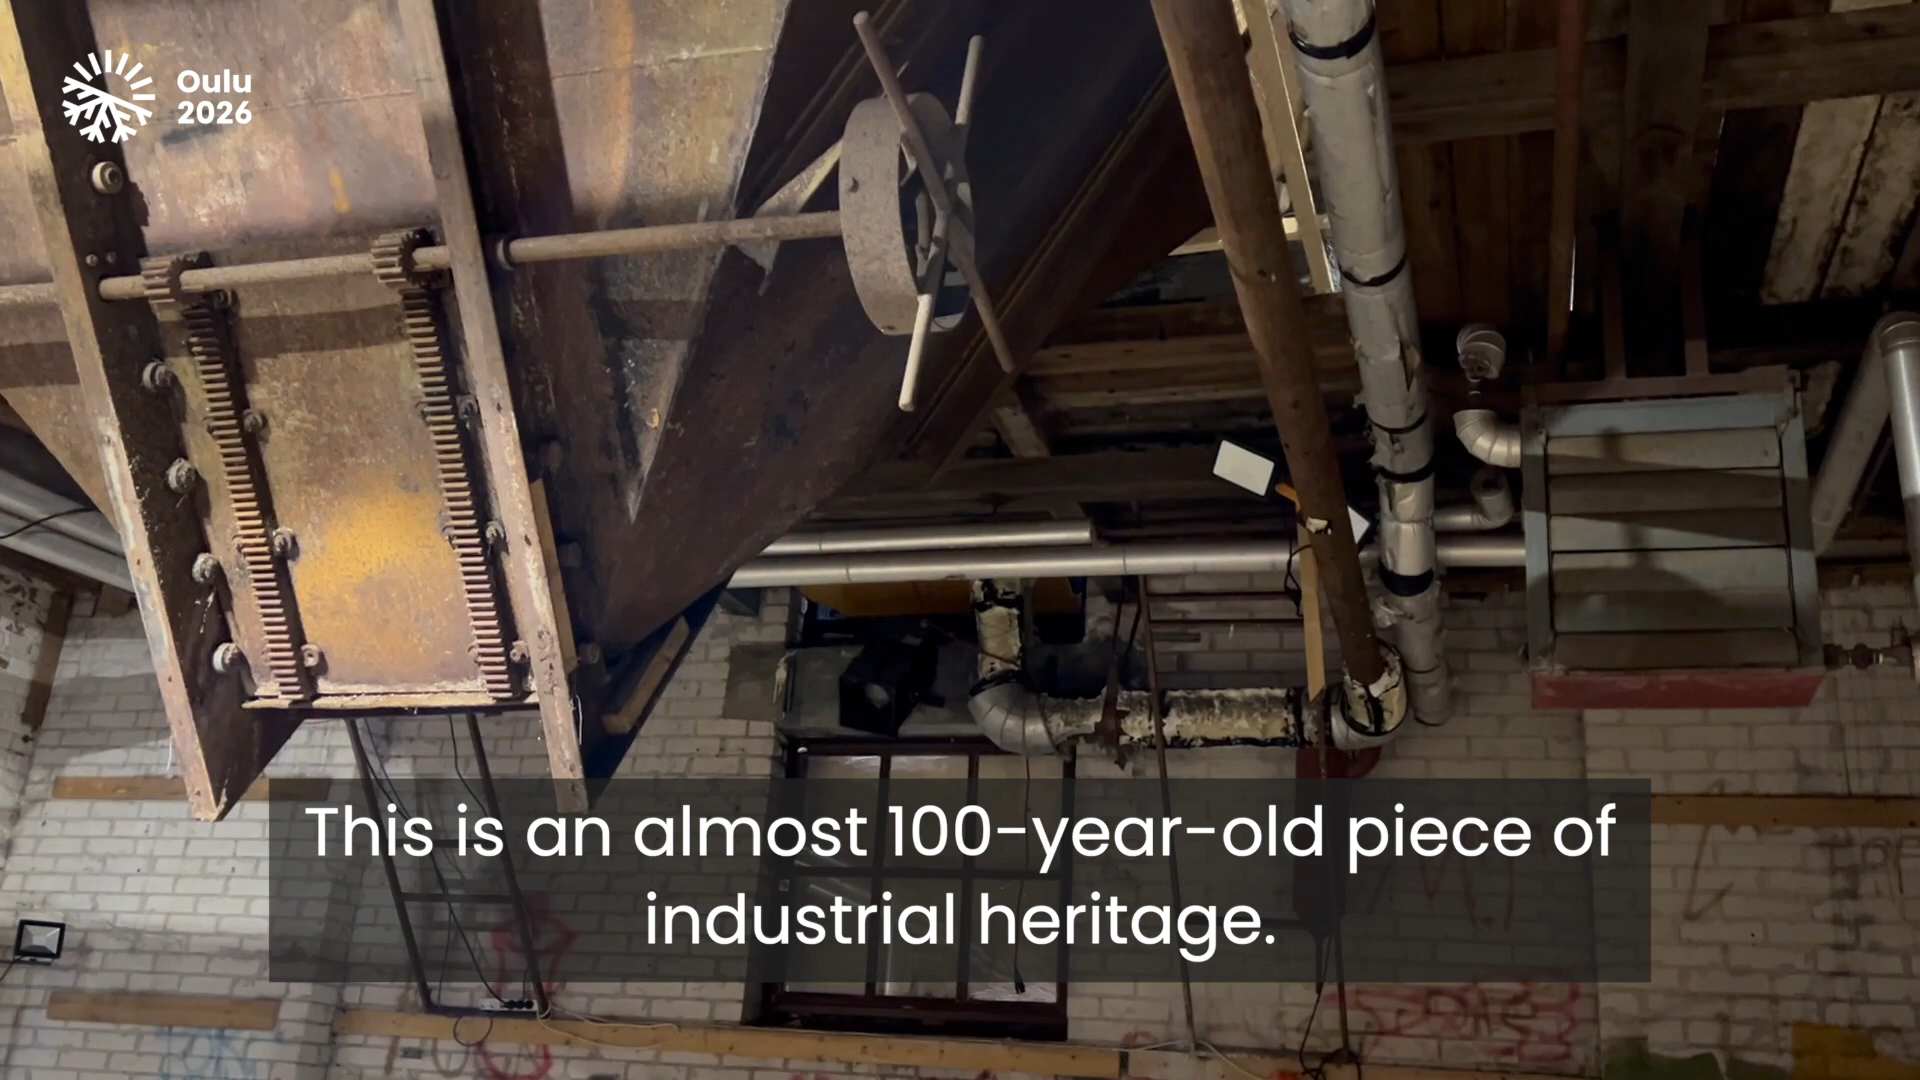 Oulu
2026
This is an almost 100-year-old piece of
industrial heritage.